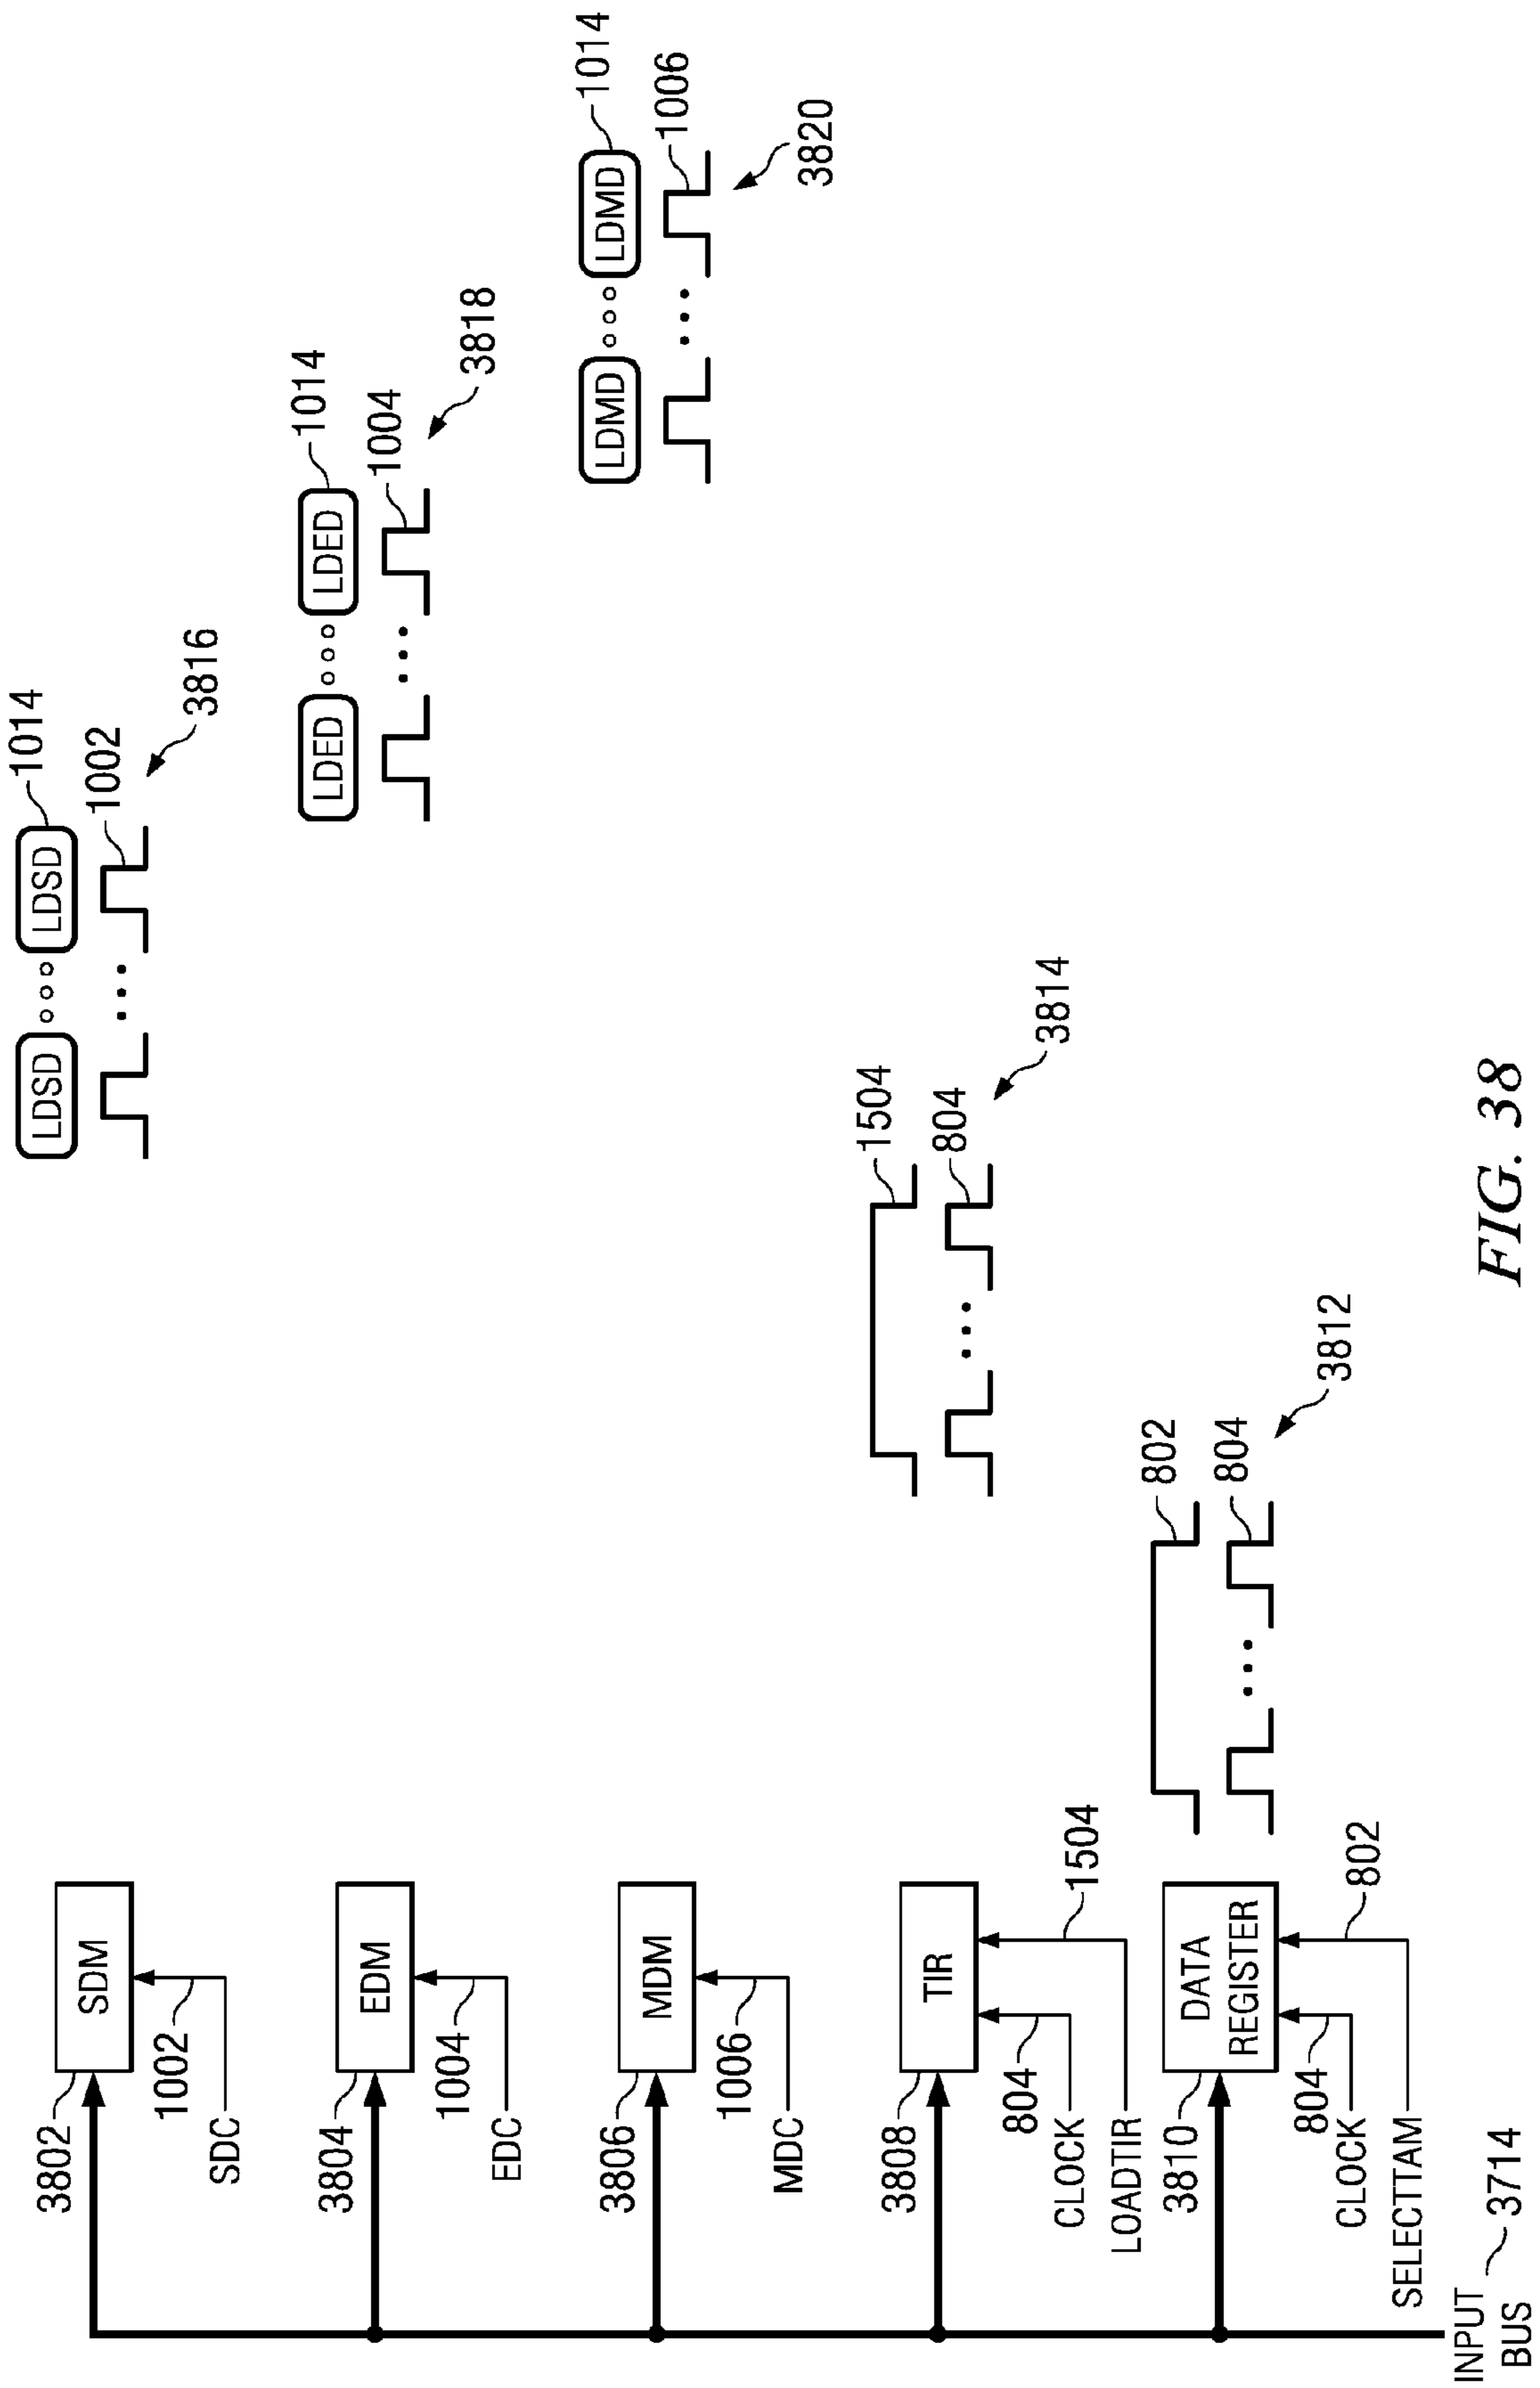 LDSD
LDSD
1014
1002
3816
3802
SDM
1002
SDC
LDED
LDED
1014
1004
3818
3804
EDM
1004
EDC
LDMD
LDMD
1014
1006
3820
3806
MDM
1006
MDC
1504
804
3814
3808
TIR
804
1504
CLOCK
LOADTIR
802
804
3812
3810
DATA
REGISTER
804
802
CLOCK
SELECTTAM
INPUT
BUS
3714
FIG. 38